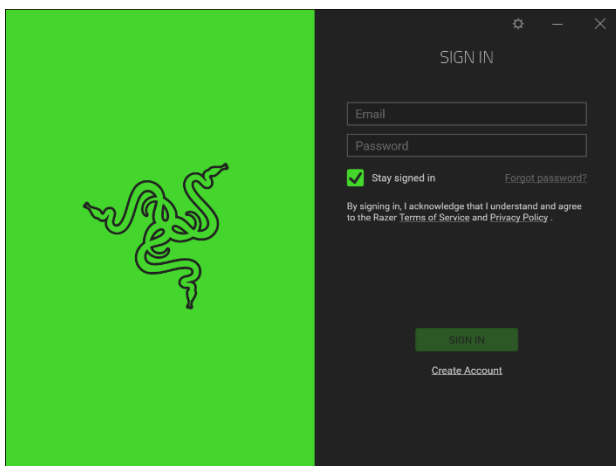 SIGN IN
Email
Password
Stay signed in
Forgot password?
By signing in, I acknowledge that I understand and agree
to the Razer Terms of Service and Privacy Policy .
SIGN IN
Create Account